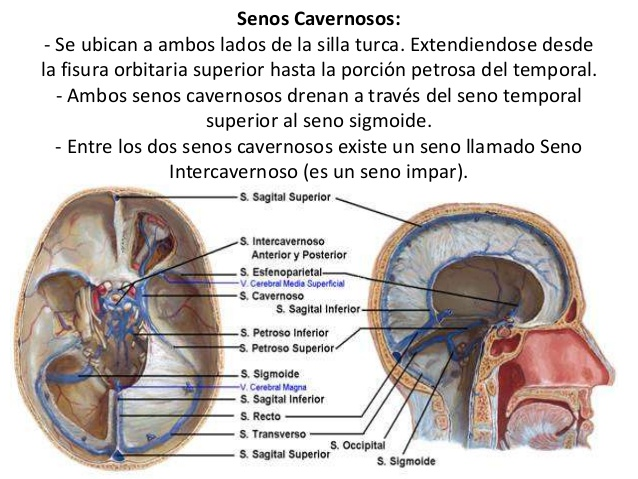 Senos Cavernosos:
- Se ubican a ambos lados de la silla turca. Extendiendose desde
la fisura orbitaria superior hasta la porción petrosa del temporal.
- Ambos senos cavernosos drenan a través del seno temporal
superior al seno sigmoide.
- Entre los dos senos cavernosos existe un seno llamado Seno
Intercavernoso (es un seno impar).
S. Sagital Superior
S. Intercavernoso
Anterior y Posterior
S. Esfenoparietal
V. Cerebral Media Superficial
S. Cavernoso
S. Sagital Inferior
S. Petroso Inferior
S. Petroso Superior
S. Sigmoide
V. Cerebral Magna
S. Sagital Inferior
S. Recto
S. Transverso
S. Occipital
S. Sagital Superior
S. Sigmoide